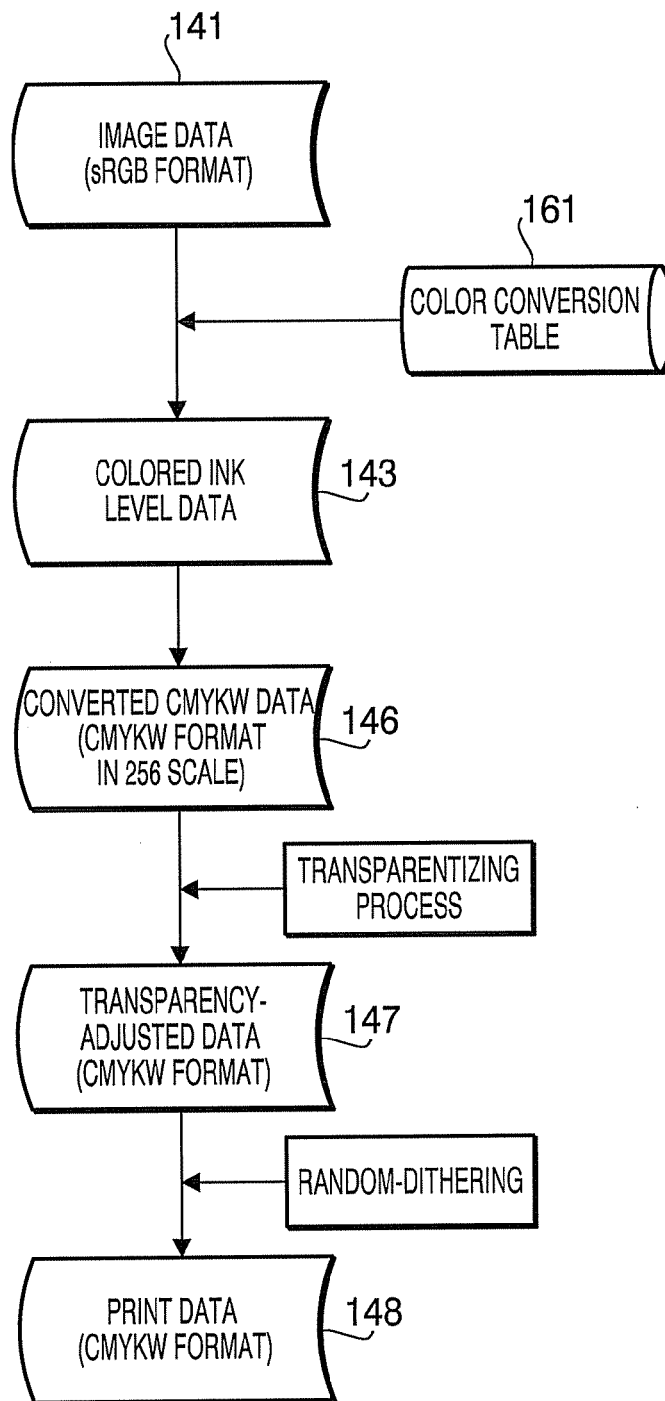 141
IMAGE DATA
(sRGB FORMAT)
161
COLOR CONVERSION
TABLE
COLORED INK
LEVEL DATA
143
CONVERTED CMYKW DATA
(CMYKW FORMAT
IN 256 SCALE)
146
TRANSPARENTIZING
PROCESS
TRANSPARENCY-
ADJUSTED DATA
(CMYKW FORMAT)
147
RANDOM-DITHERING
PRINT DATA
(CMYKW FORMAT)
148